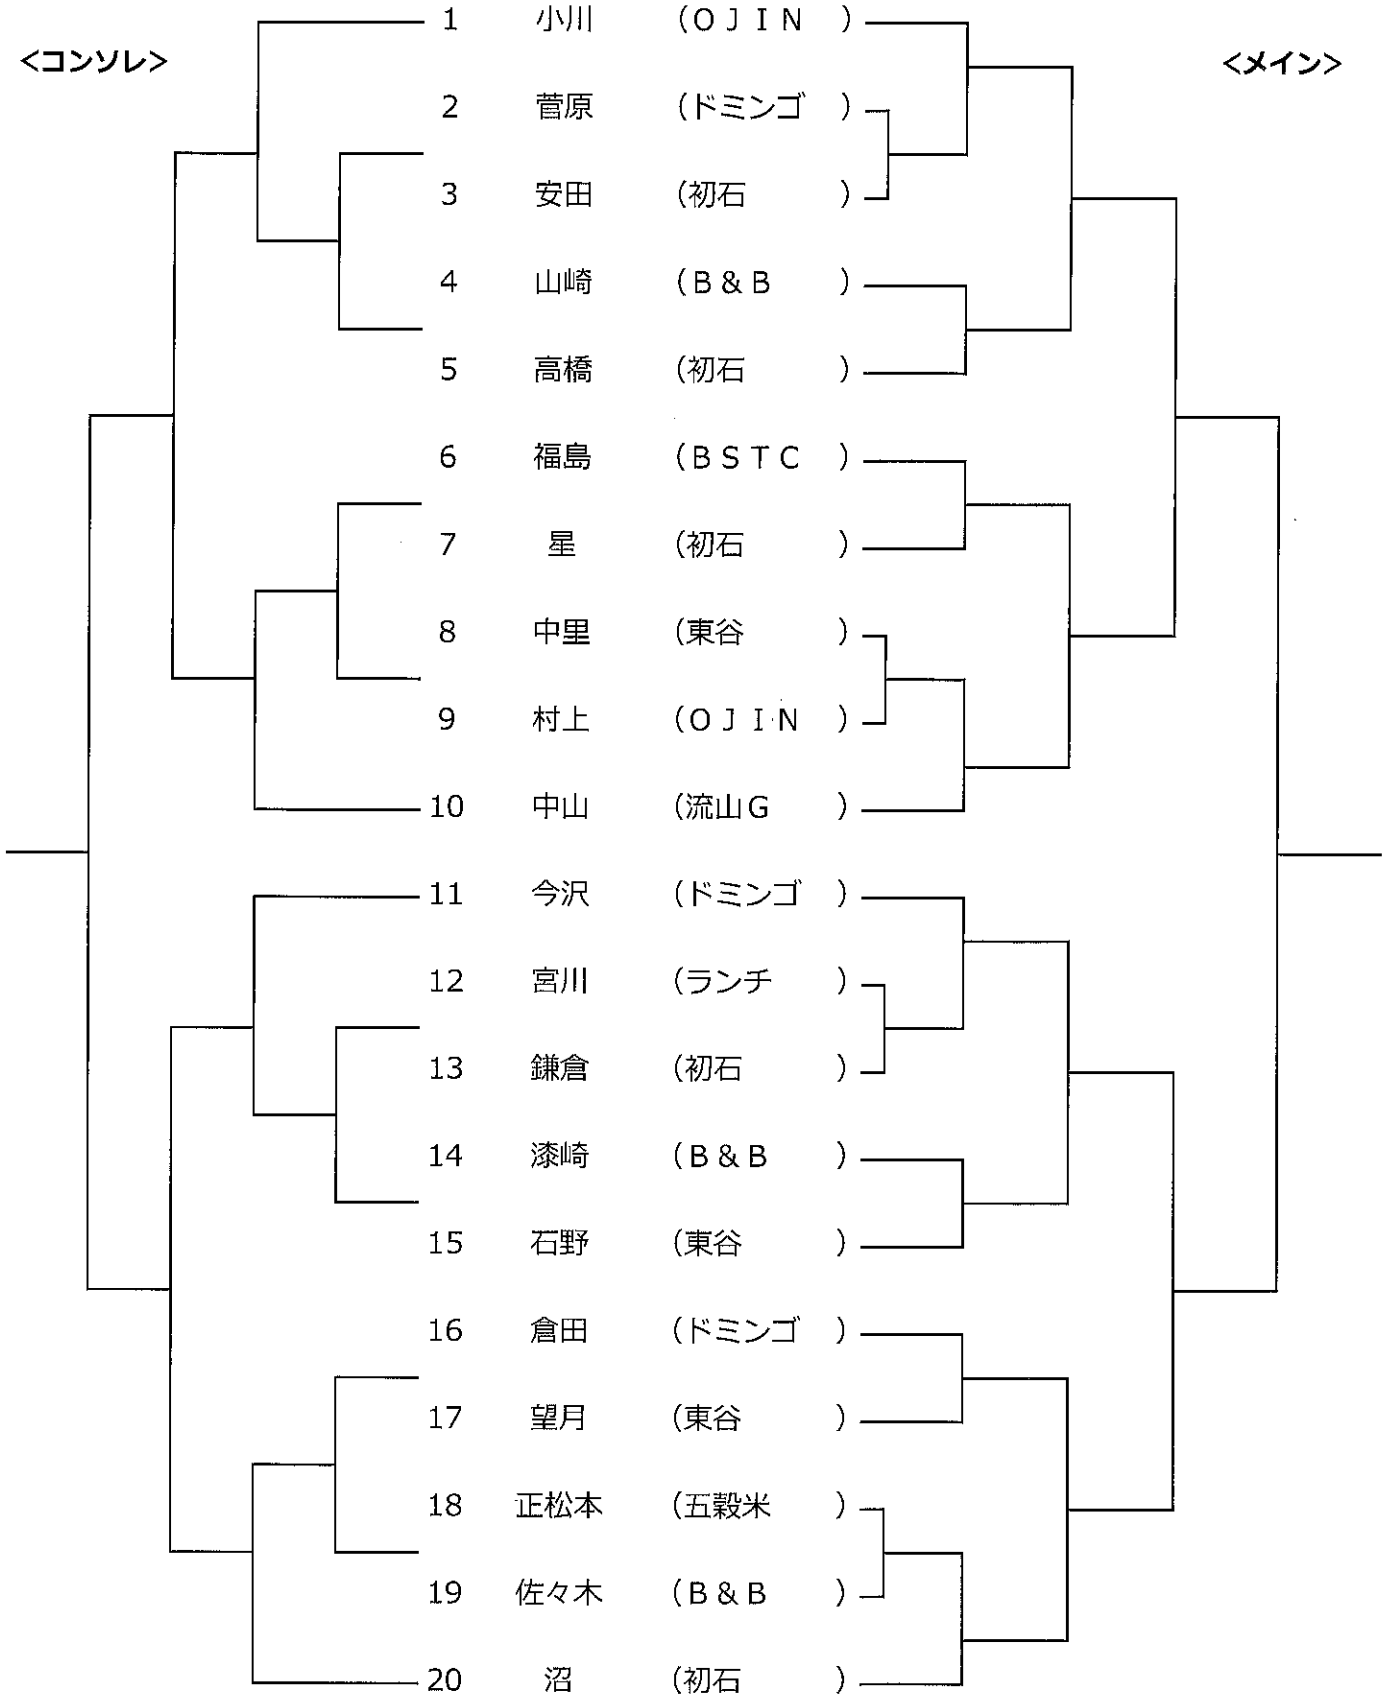 1 小川 (OJIN )
<コンソレ> <メイン>
2 菅原 (ドミンゴ )
3 安田 (初石 )
4 山崎 (B&B )
5 高橋 (初石 )
6 福島 (BSTC )
7 星 (初石 )
8 中里 (東谷 )
9 村上 (OJIN )
10 中山 (流山G )
11 今沢 (ドミンゴ )
12 宮川 (ランチ )
13 鎌倉 (初石 )
14 漆崎 (B&B )
15 石野 (東谷 )
16 倉田 (ドミンゴ )
17 望月 (東谷 )
18 正松本 (五穀米 )
19 佐々木 (B&B )
20 沼 (初石 )